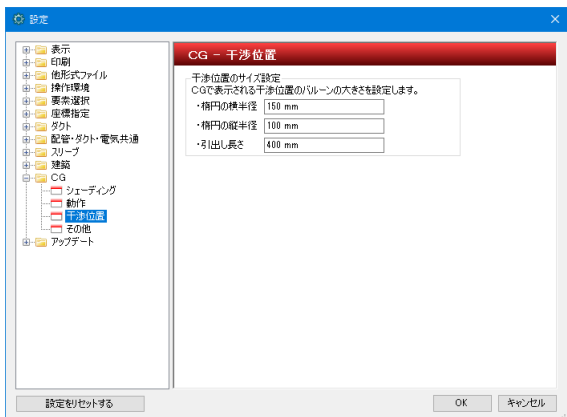 設定
表示
印刷
他形式ファイル
操作環境
要素選択
座標指定
ダクト
配管・ダクト・電気共通
スリーブ
建築
CG
シェーディング
動作
干渉位置
その他
アップデート
CG - 干渉位置
干渉位置のサイズ設定
CGで表示される干渉位置のバルーンの大きさを設定します。
・楕円の横半径 150 mm
・楕円の縦半径 100 mm
・引出し長さ 400 mm
設定をリセットする
OK キャンセル